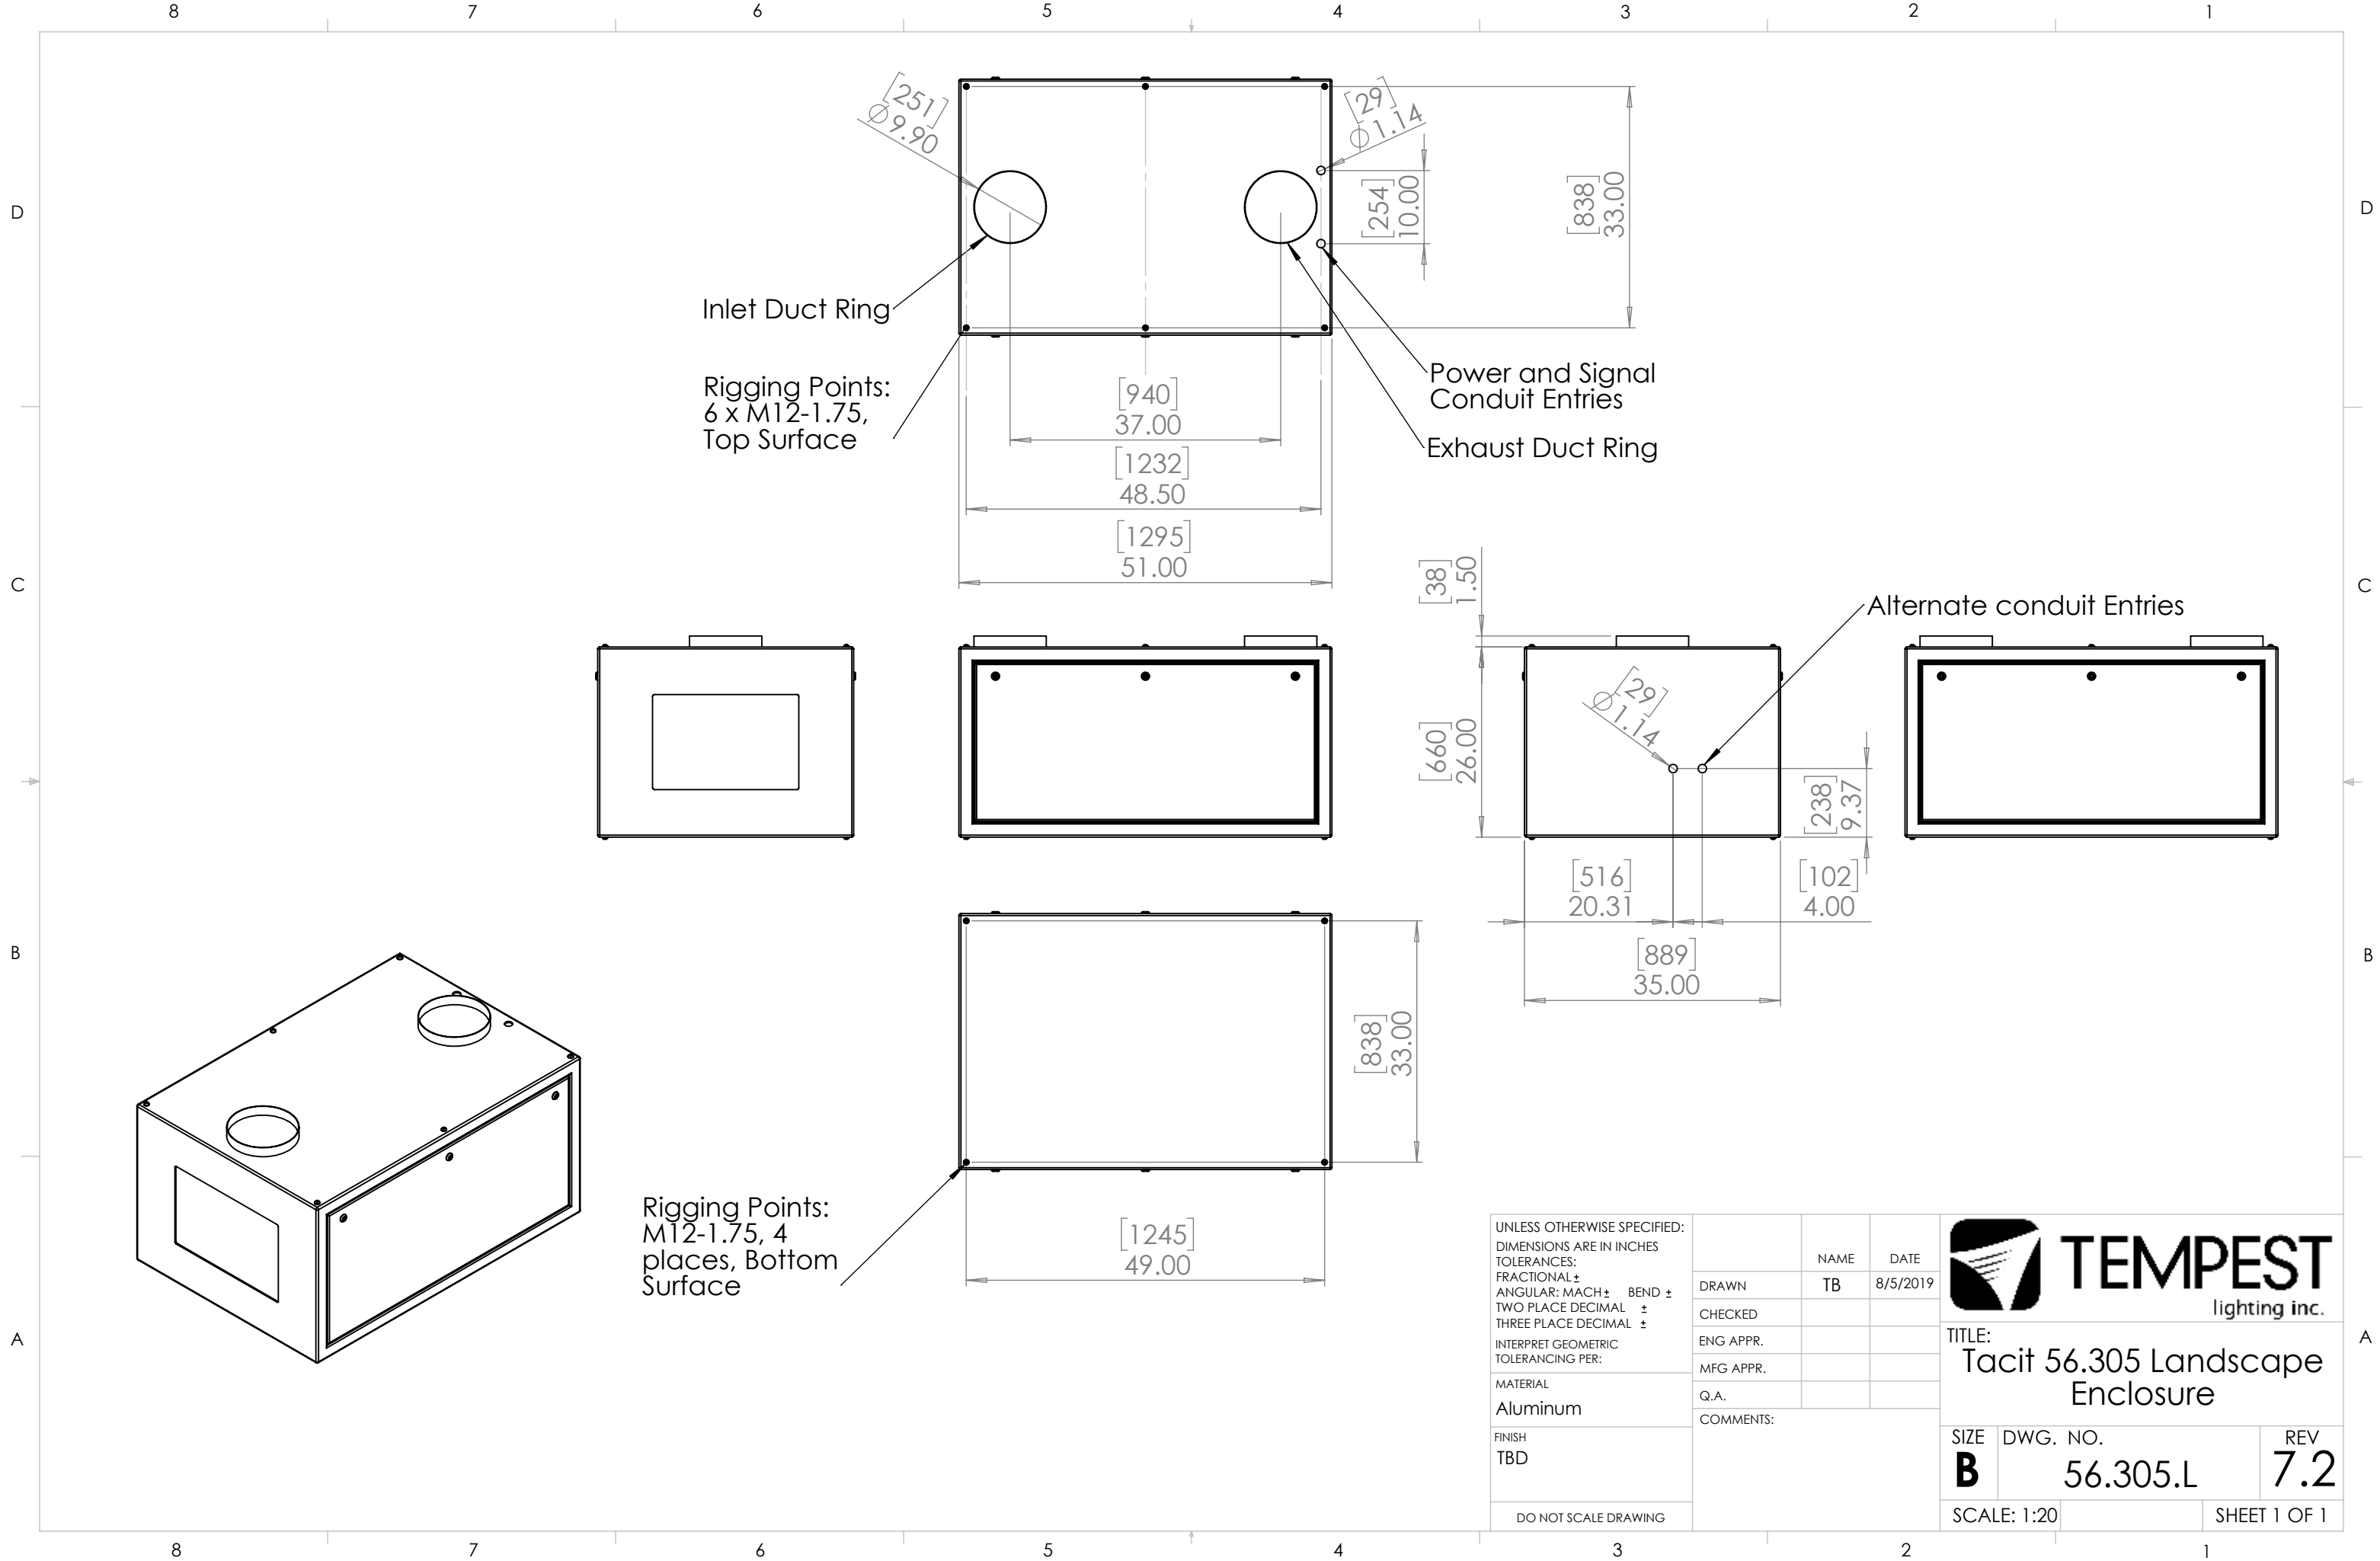 8 7 6 5 4 3 2 1
D D
C C
B B
A A
[251]
⌀9.90
[29]
⌀1.14
[254]
10.00
[838]
33.00
Inlet Duct Ring
Rigging Points:
6 x M12-1.75,
Top Surface
Power and Signal
Conduit Entries
Exhaust Duct Ring
[940]
37.00
[1232]
48.50
[1295]
51.00
[38]
1.50
[660]
26.00
Alternate conduit Entries
[29]
⌀1.14
[238]
9.37
[516]
20.31
[102]
4.00
[889]
35.00
[838]
33.00
Rigging Points:
M12-1.75, 4
places, Bottom
Surface
[1245]
49.00
UNLESS OTHERWISE SPECIFIED:
DIMENSIONS ARE IN INCHES
TOLERANCES:
FRACTIONAL ±
ANGULAR: MACH ± BEND ±
TWO PLACE DECIMAL ±
THREE PLACE DECIMAL ±
INTERPRET GEOMETRIC
TOLERANCING PER:
MATERIAL
Aluminum
FINISH
TBD
DO NOT SCALE DRAWING
NAME DATE
DRAWN TB 8/5/2019
CHECKED
ENG APPR.
MFG APPR.
Q.A.
COMMENTS:
TEMPEST
lighting inc.
TITLE:
Tacit 56.305 Landscape
Enclosure
SIZE DWG. NO. REV
B 56.305.L 7.2
SCALE: 1:20 SHEET 1 OF 1
8 7 6 5 4 3 2 1